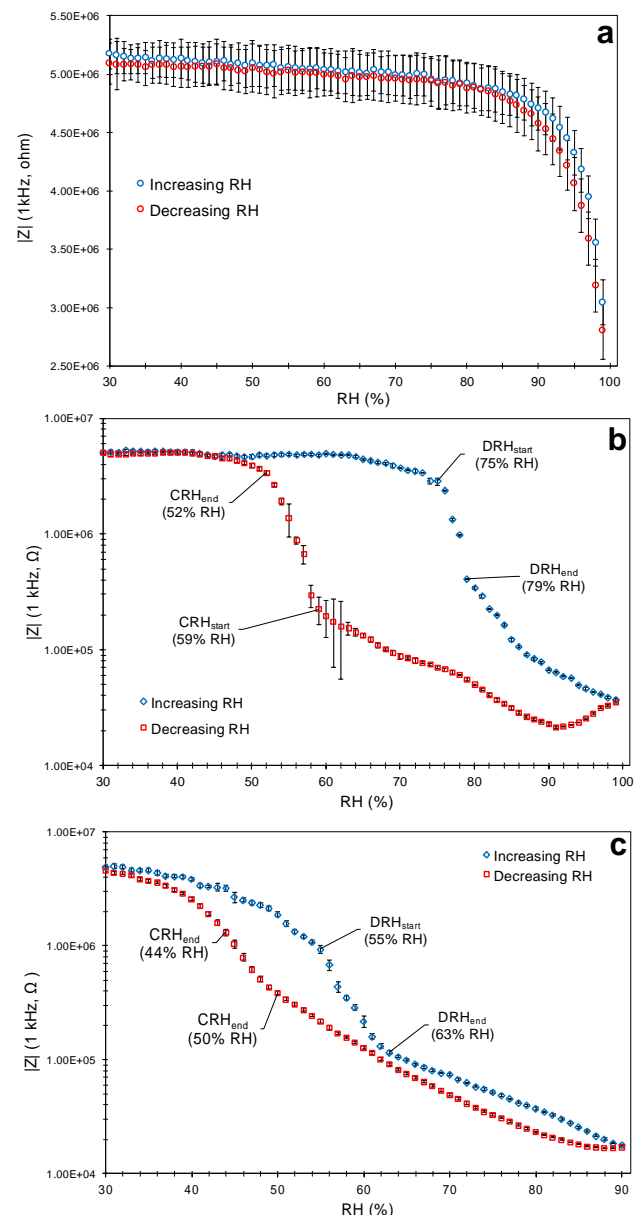 a
5.50E+06
5.00E+06
4.50E+06
4.00E+06
3.50E+06
3.00E+06
2.50E+06
|Z| (1kHz, ohm)
Increasing RH
Decreasing RH
30 40 50 60 70 80 90 100
RH (%)
b
1.00E+07
1.00E+06
1.00E+05
1.00E+04
|Z| (1 kHz, Ω)
DRHstart
(75% RH)
CRHend
(52% RH)
DRHend
(79% RH)
CRHstart
(59% RH)
Increasing RH
Decreasing RH
30 40 50 60 70 80 90 100
RH (%)
c
1.00E+07
1.00E+06
1.00E+05
1.00E+04
|Z| (1 kHz, Ω)
Increasing RH
Decreasing RH
CRHend
(44% RH)
DRHstart
(55% RH)
CRHend
(50% RH)
DRHend
(63% RH)
30 40 50 60 70 80 90
RH (%)